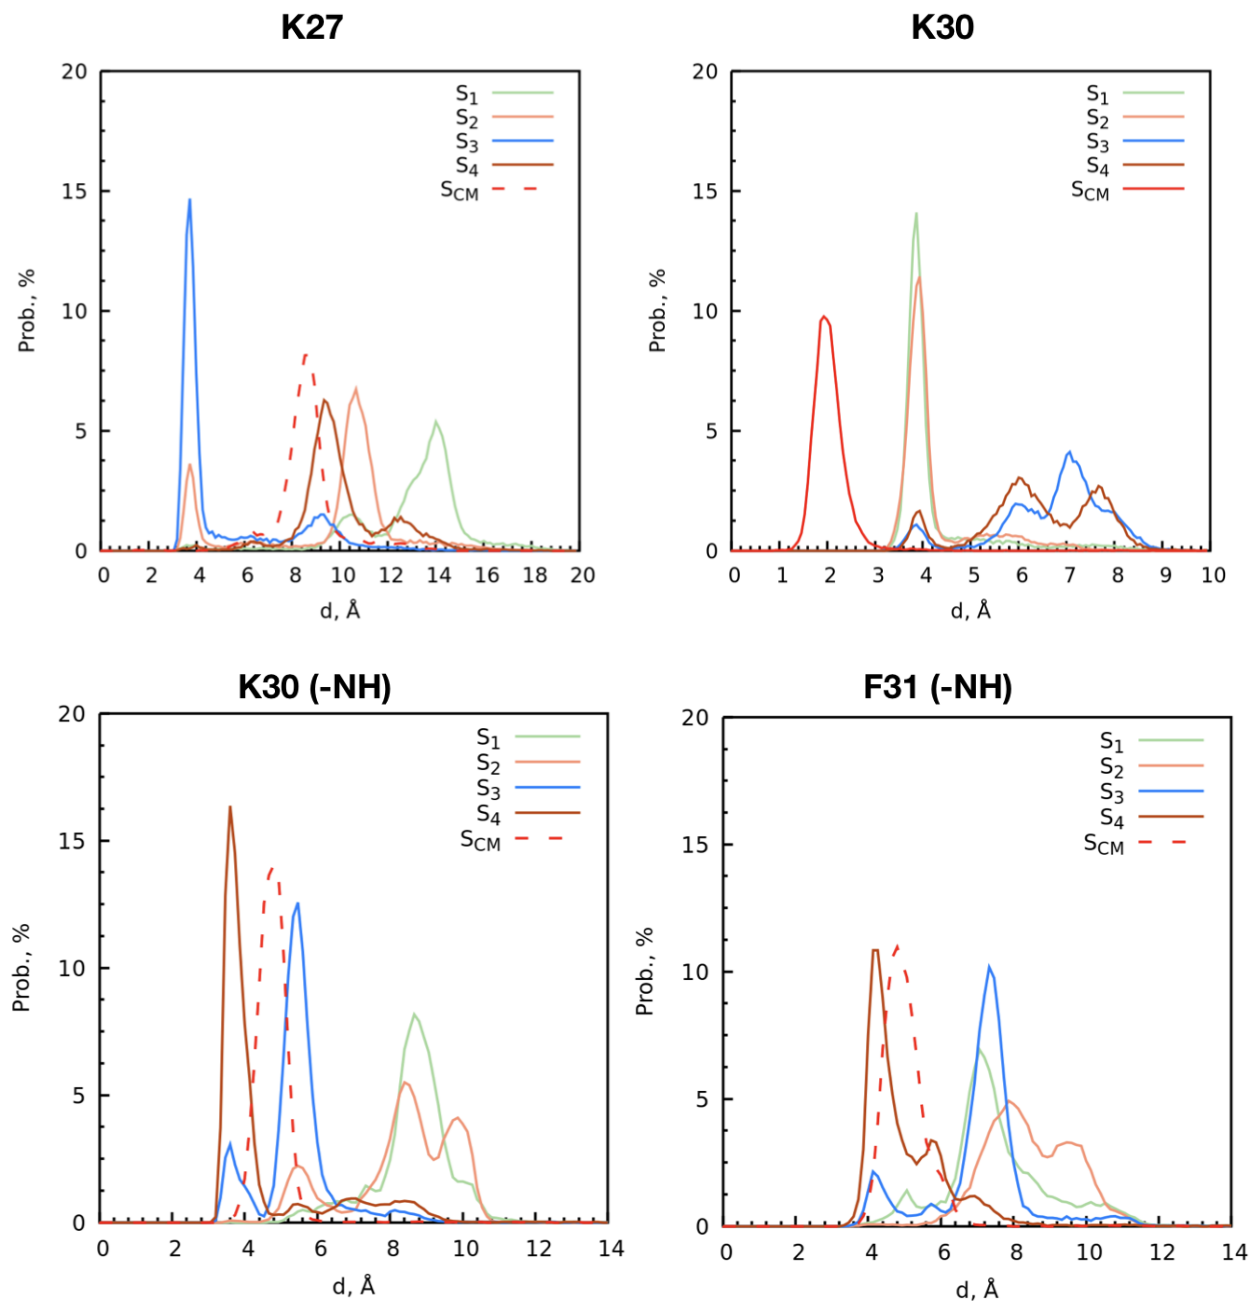 K27
K30
20
15
10
5
0
Prob., %
S1
S2
S3
S4
SCM
0 2 4 6 8 10 12 14 16 18 20
d, Å
20
15
10
5
0
Prob., %
S1
S2
S3
S4
SCM
0 1 2 3 4 5 6 7 8 9 10
d, Å
K30 (-NH)
F31 (-NH)
20
15
10
5
0
Prob., %
S1
S2
S3
S4
SCM
0 2 4 6 8 10 12 14
d, Å
20
15
10
5
0
Prob., %
S1
S2
S3
S4
SCM
0 2 4 6 8 10 12 14
d, Å